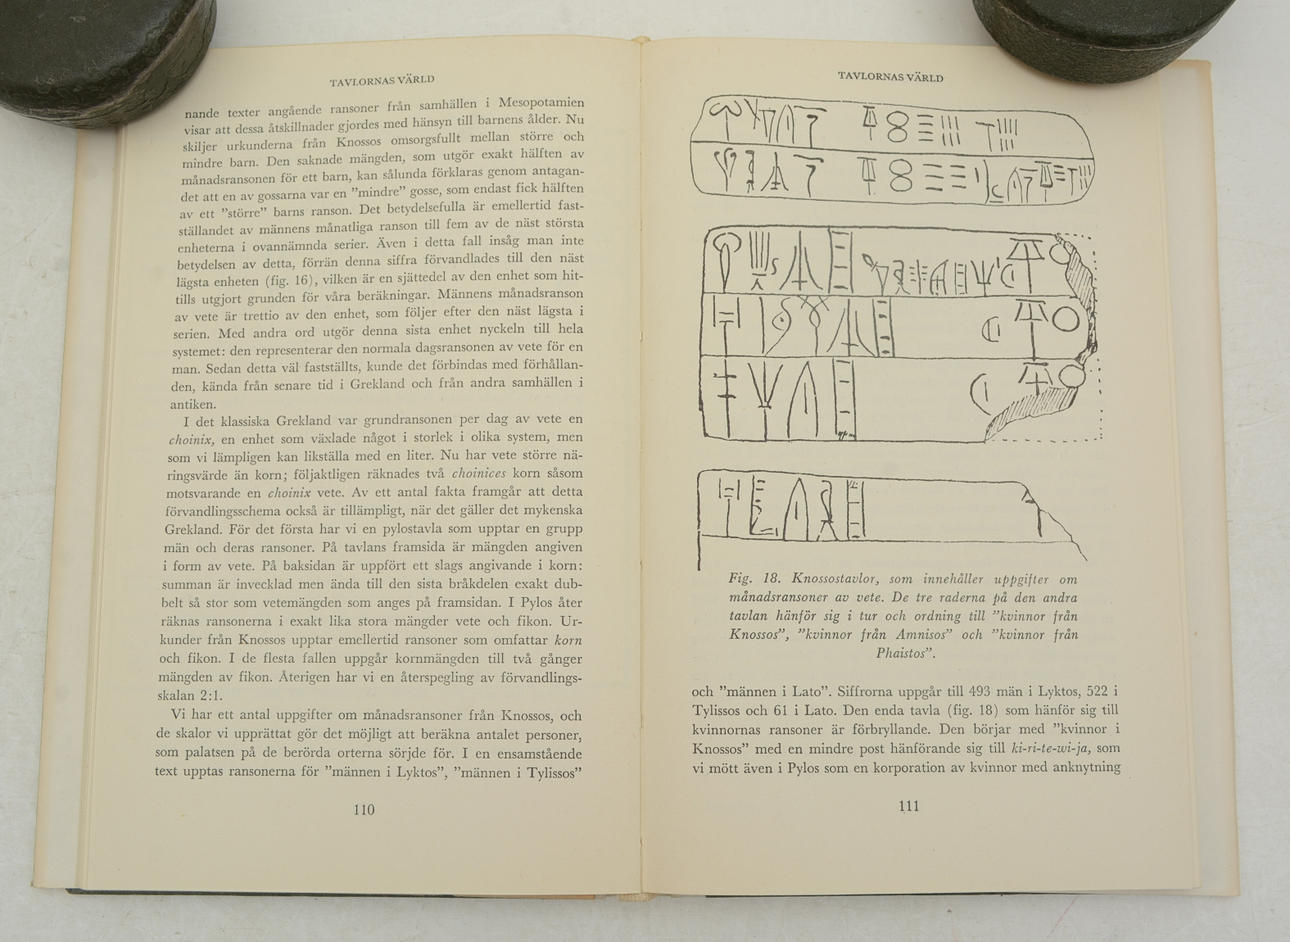 TAVLORNAS VÄRLD
nande texter angående ransoner från samhällen i Mesopotamien
visar att dessa åtskillnader gjordes med hänsyn till barnens ålder. Nu
skiljer urkunderna från Knossos omsorgsfullt mellan större och
mindre barn. Den saknade mängden, som utgör exakt hälften av
månadsransonen för ett barn, kan sålunda förklaras genom antagan-
det att en av gossarna var en ”mindre” gosse, som endast fick hälften
av ett ”större” barns ranson. Det betydelsefulla är emellertid fast-
ställandet av männens månatliga ranson till fem av de näst största
enheterna i ovannämnda serier. Även i detta fall insåg man inte
betydelsen av detta, förrän denna siffra förvandlades till den näst
lägsta enheten (fig. 16), vilken är en sjättedel av den enhet som hit-
tills utgjort grunden för våra beräkningar. Männens månadsranson
av vete är trettio av den enhet, som följer efter den näst lägsta i
serien. Med andra ord utgör denna sista enhet nyckeln till hela
systemet: den representerar den normala dagsransonen av vete för en
man. Sedan detta väl fastställts, kunde det förbindas med förhållan-
den, kända från senare tid i Grekland och från andra samhällen i
antiken.
I det klassiska Grekland var grundransonen per dag av vete en
choinix, en enhet som växlade något i storlek i olika system, men
som vi lämpligen kan likställa med en liter. Nu har vete större nä-
ringsvärde än korn; följaktligen räknades två choinices korn såsom
motsvarande en choinix vete. Av ett antal fakta framgår att detta
förvandlingsschema också är tillämpligt, när det gäller det mykenska
Grekland. För det första har vi en pylostavla som upptar en grupp
män och deras ransoner. På tavlans framsida är mängden angiven
i form av vete. På baksidan är uppfört ett slags angivande i korn:
summan är invecklad men ända till den sista bråkdelen exakt dub-
belt så stor som vetemängden som anges på framsidan. I Pylos åter
räknas ransonerna i exakt lika stora mängder vete och fikon. Ur-
kunder från Knossos upptar emellertid ransoner som omfattar korn
och fikon. I de flesta fallen uppgår kornmängden till två gånger
mängden av fikon. Återigen har vi en återspegling av förvandlings-
skalan 2:1.
Vi har ett antal uppgifter om månadsransoner från Knossos, och
de skalor vi upprättat gör det möjligt att beräkna antalet personer,
som palatsen på de berörda orterna sörjde för. I en ensamstående
text upptas ransonerna för ”männen i Lyktos”, ”männen i Tylissos”
110
TAVLORNAS VÄRLD
Fig. 18. Knossostavlor, som innehåller uppgifter om
månadsransoner av vete. De tre raderna på den andra
tavlan hänför sig i tur och ordning till ”kvinnor från
Knossos”, ”kvinnor från Amnisos” och ”kvinnor från
Phaistos”.
och ”männen i Lato”. Siffrorna uppgår till 493 män i Lyktos, 522 i
Tylissos och 61 i Lato. Den enda tavla (fig. 18) som hänför sig till
kvinnornas ransoner är förbryllande. Den börjar med ”kvinnor i
Knossos” med en mindre post hänförande sig till ki-ri-te-wi-ja, som
vi mött även i Pylos som en korporation av kvinnor med anknytning
111